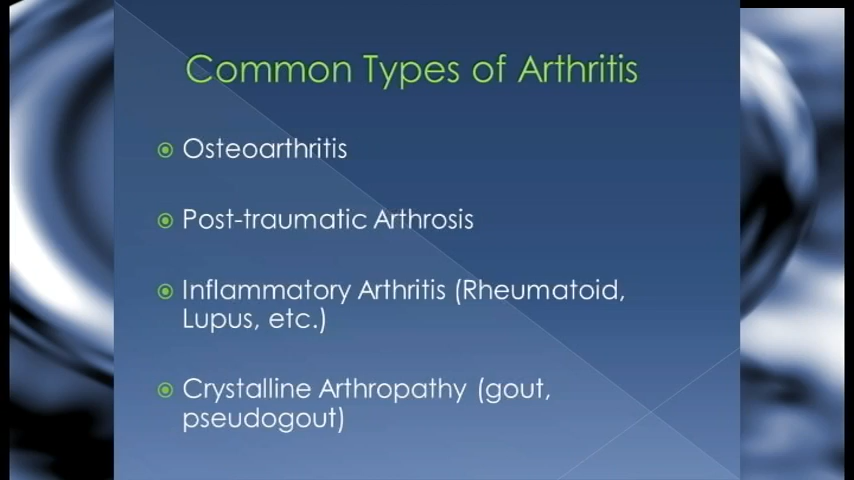 Common Types of Arthritis
Osteoarthritis
Post-traumatic Arthrosis
Inflammatory Arthritis (Rheumatoid,
Lupus, etc.)
Crystalline Arthropathy (gout,
pseudogout)